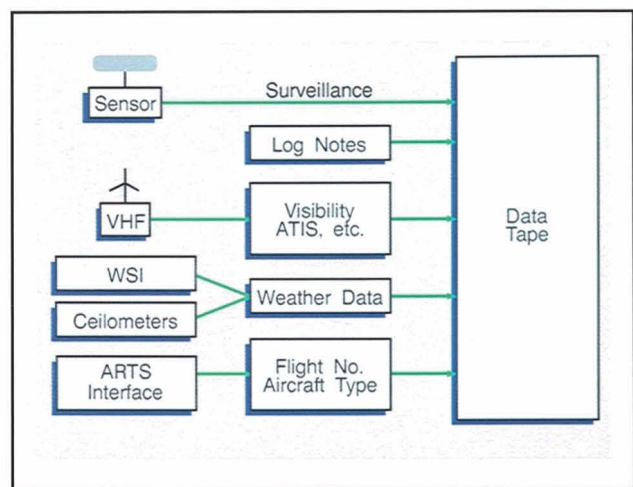 Sensor
Surveillance
Log Notes
VHF
Visibility
ATIS, etc.
Data
Tape
WSI
Weather Data
Ceilometers
ARTS
Interface
Flight No.
Aircraft Type